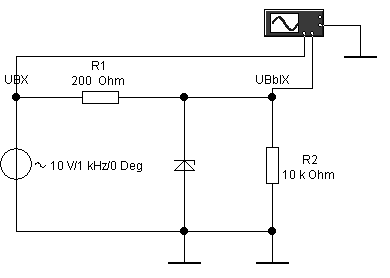 UBX
R1
200 Ohm
UBbIX
10 V/1 kHz/0 Deg
R2
10 k Ohm